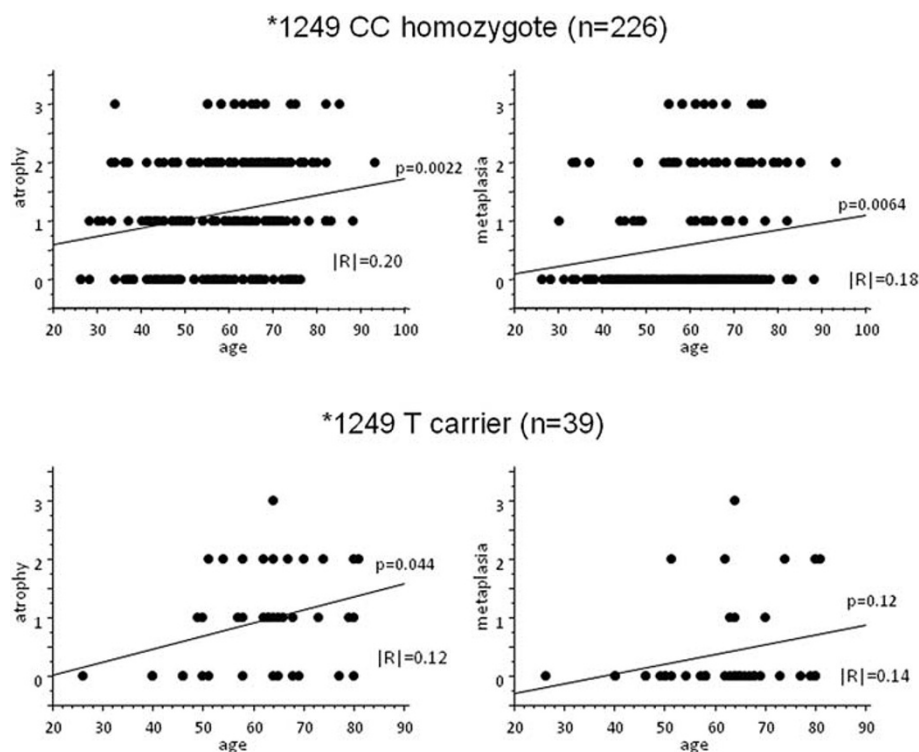 *1249 CC homozygote (n=226)
atrophy
3
2
1
0
p=0.0022
|R|=0.20
20 30 40 50 60 70 80 90 100
age
metaplasia
3
2
1
0
p=0.0064
|R|=0.18
20 30 40 50 60 70 80 90 100
age
*1249 T carrier (n=39)
atrophy
3
2
1
0
p=0.044
|R|=0.12
20 30 40 50 60 70 80 90
age
metaplasia
3
2
1
0
p=0.12
|R|=0.14
20 30 40 50 60 70 80 90
age